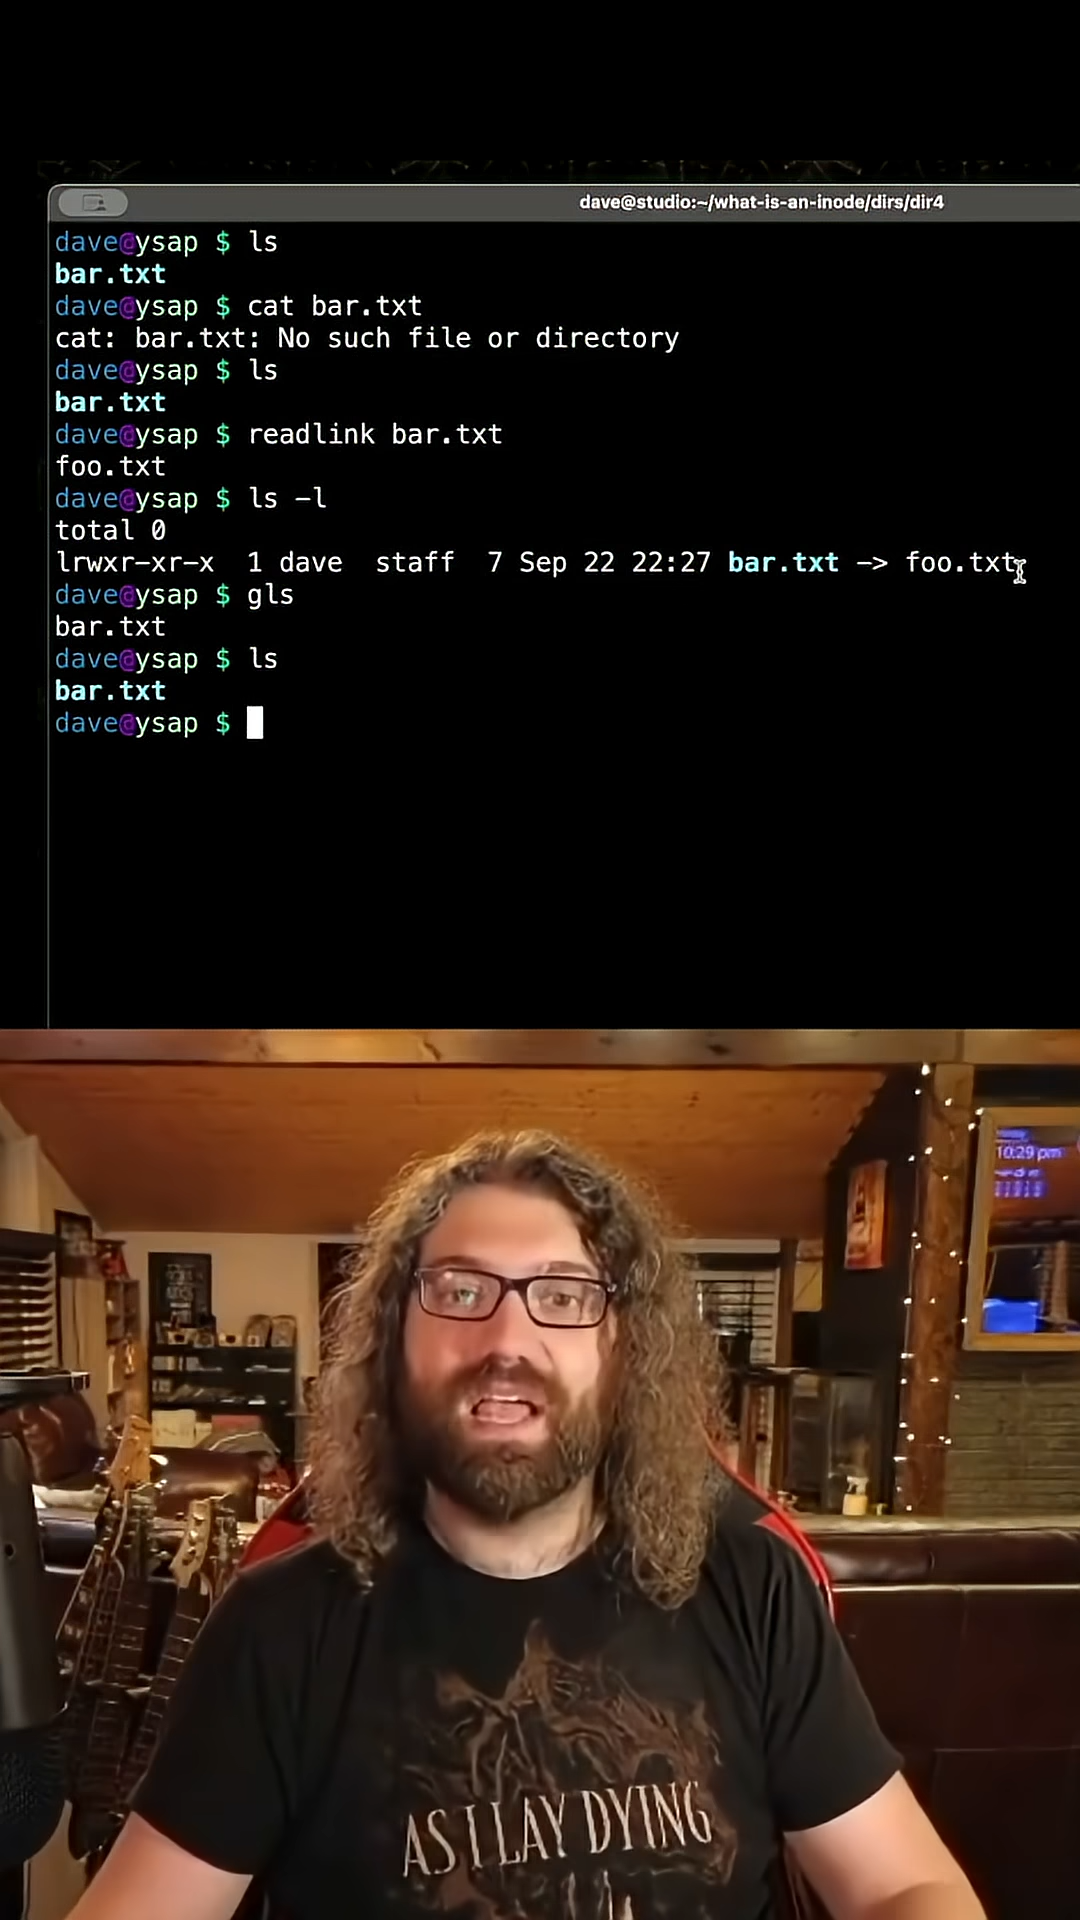 dave@studio:~/what-is-an-inode/dirs/dir4
dave@ysap $ ls
bar.txt
dave@ysap $ cat bar.txt
cat: bar.txt: No such file or directory
dave@ysap $ ls
bar.txt
dave@ysap $ readlink bar.txt
foo.txt
dave@ysap $ ls -l
total 0
lrwxr-xr-x  1 dave  staff  7 Sep 22 22:27 bar.txt -> foo.txt
dave@ysap $ gls
bar.txt
dave@ysap $ ls
bar.txt
dave@ysap $
10:29 pm
AS I LAY DYING